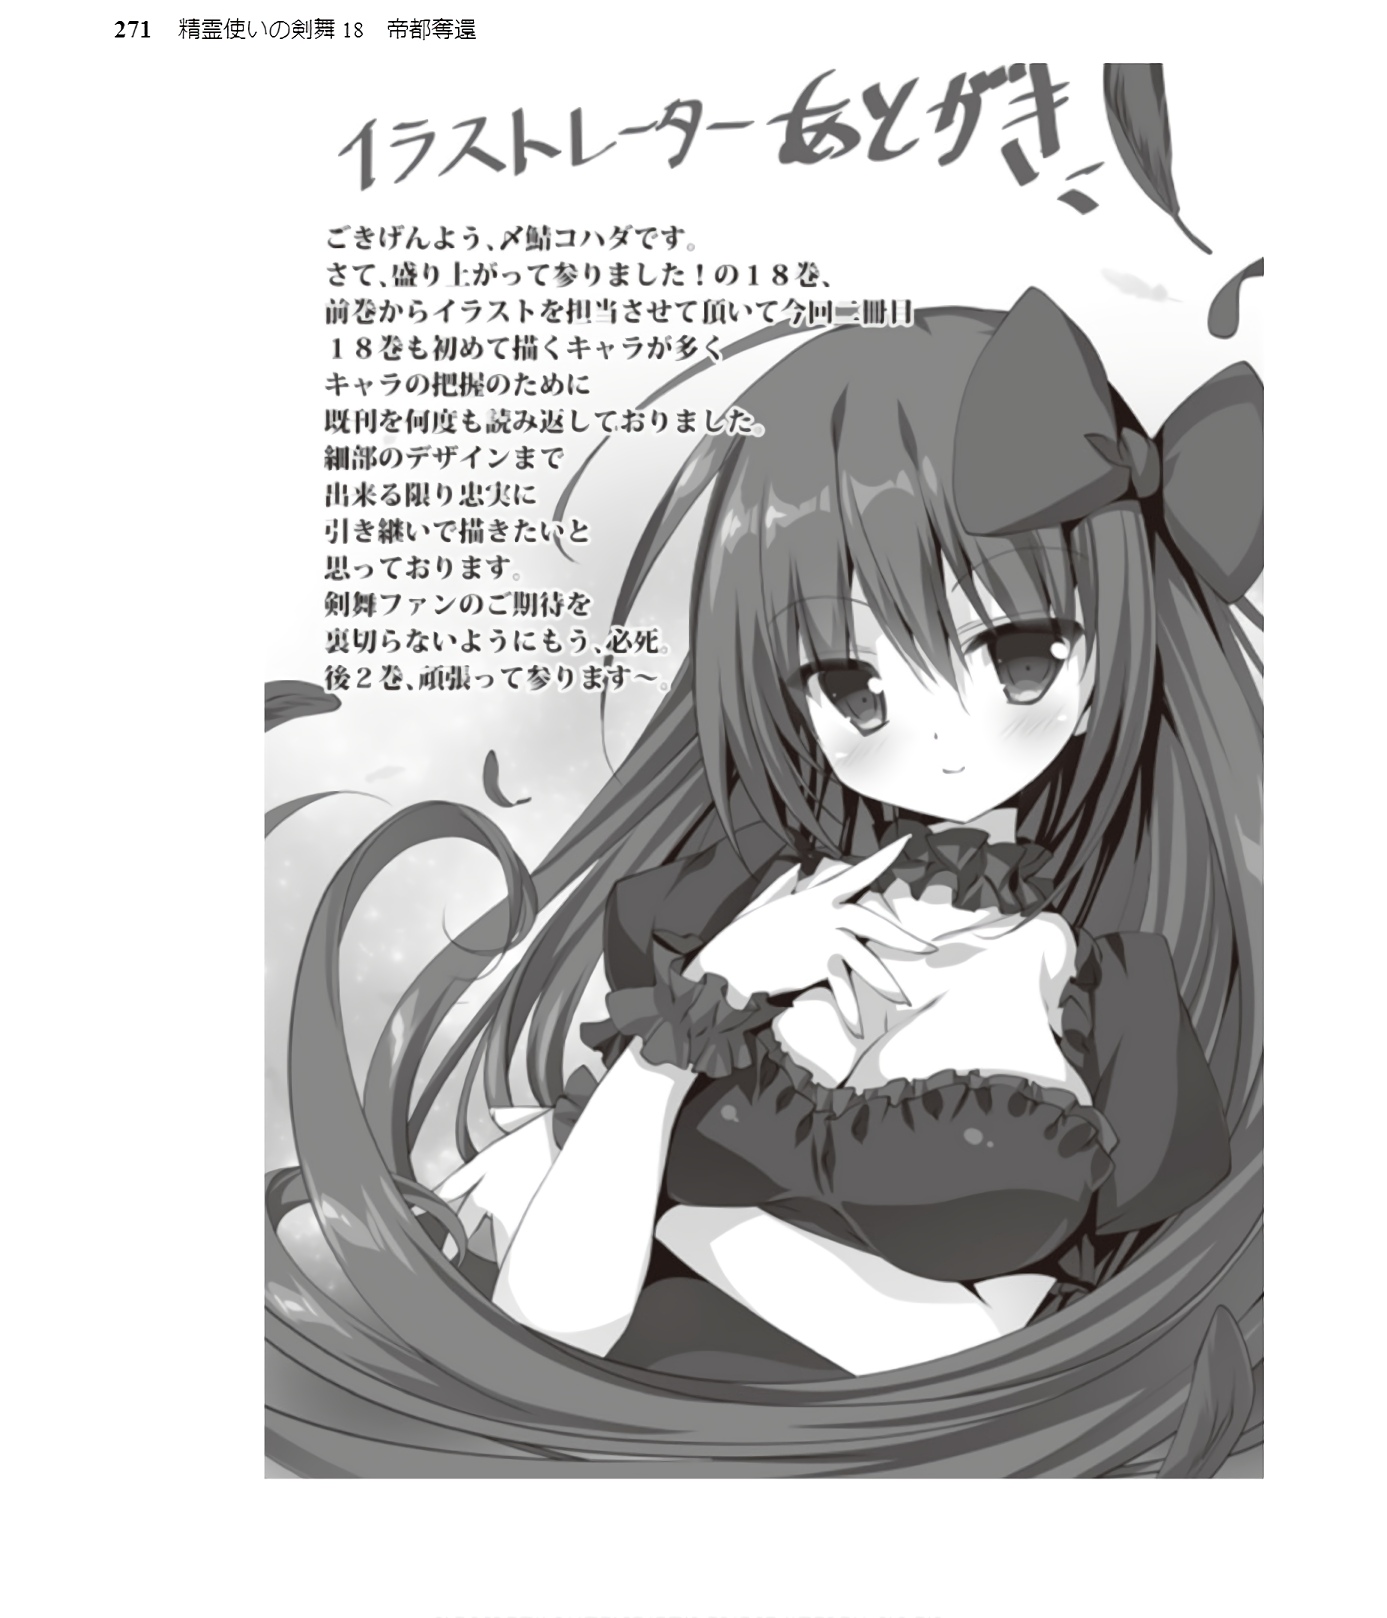 271 精霊使いの剣舞 18 帝都奪還
イラストレーターあとがき
ごきげんよう、〆鯖コハダです。
さて、盛り上がって参りました！の１８巻、
前巻からイラストを担当させて頂いて今回二冊目
１８巻も初めて描くキャラが多く
キャラの把握のために
既刊を何度も読み返しておりました。
細部のデザインまで
出来る限り忠実に
引き継いで描きたいと
思っております。
剣舞ファンのご期待を
裏切らないようにもう、必死。
後２巻、頑張って参ります〜。